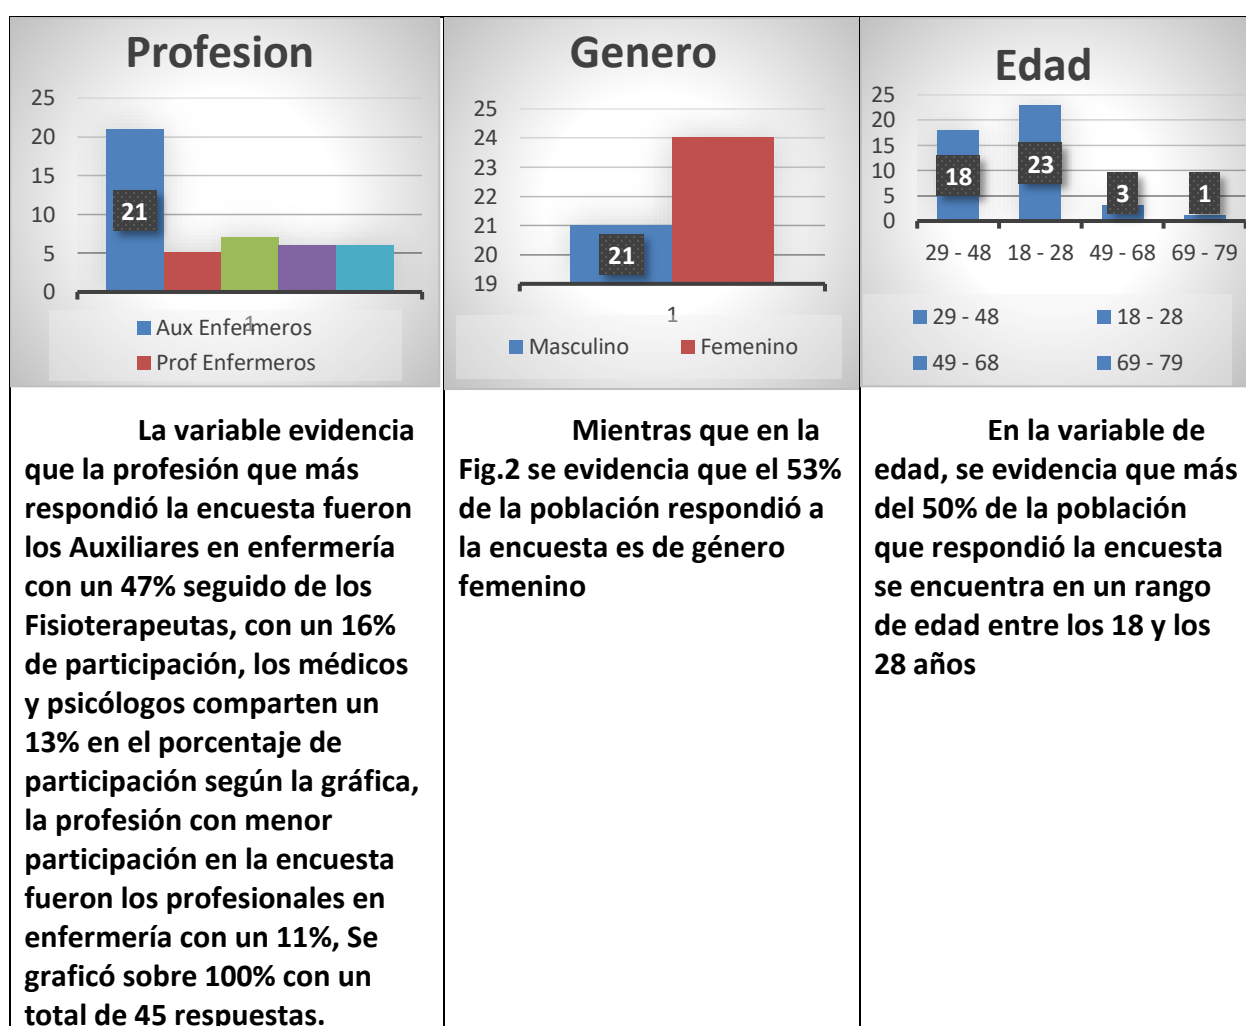 Profesion
25
20
15
10
5
0
21
1
Aux Enfermeros
Prof Enfermeros
La variable evidencia
que la profesión que más
respondió la encuesta fueron
los Auxiliares en enfermería
con un 47% seguido de los
Fisioterapeutas, con un 16%
de participación, los médicos
y psicólogos comparten un
13% en el porcentaje de
participación según la gráfica,
la profesión con menor
participación en la encuesta
fueron los profesionales en
enfermería con un 11%, Se
graficó sobre 100% con un
total de 45 respuestas.
Genero
25
24
23
22
21
20
19
21
1
Masculino Femenino
Mientras que en la
Fig.2 se evidencia que el 53%
de la población respondió a
la encuesta es de género
femenino
Edad
25
20
15
10
5
0
18 23 3 1
29 - 48 18 - 28 49 - 68 69 - 79
29 - 48 18 - 28
49 - 68 69 - 79
En la variable de
edad, se evidencia que más
del 50% de la población
que respondió la encuesta
se encuentra en un rango
de edad entre los 18 y los
28 años